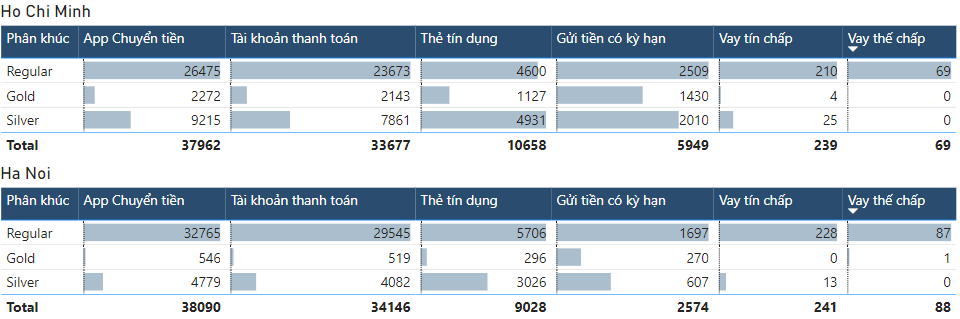 Ho Chi Minh
Phân khúc App Chuyển tiền Tài khoản thanh toán Thẻ tín dụng Gửi tiền có kỳ hạn Vay tín chấp Vay thế chấp
Regular 26475 23673 4600 2509 210 69
Gold 2272 2143 1127 1430 4 0
Silver 9215 7861 4931 2010 25 0
Total 37962 33677 10658 5949 239 69
Ha Noi
Phân khúc App Chuyển tiền Tài khoản thanh toán Thẻ tín dụng Gửi tiền có kỳ hạn Vay tín chấp Vay thế chấp
Regular 32765 29545 5706 1697 228 87
Gold 546 519 296 270 0 1
Silver 4779 4082 3026 607 13 0
Total 38090 34146 9028 2574 241 88